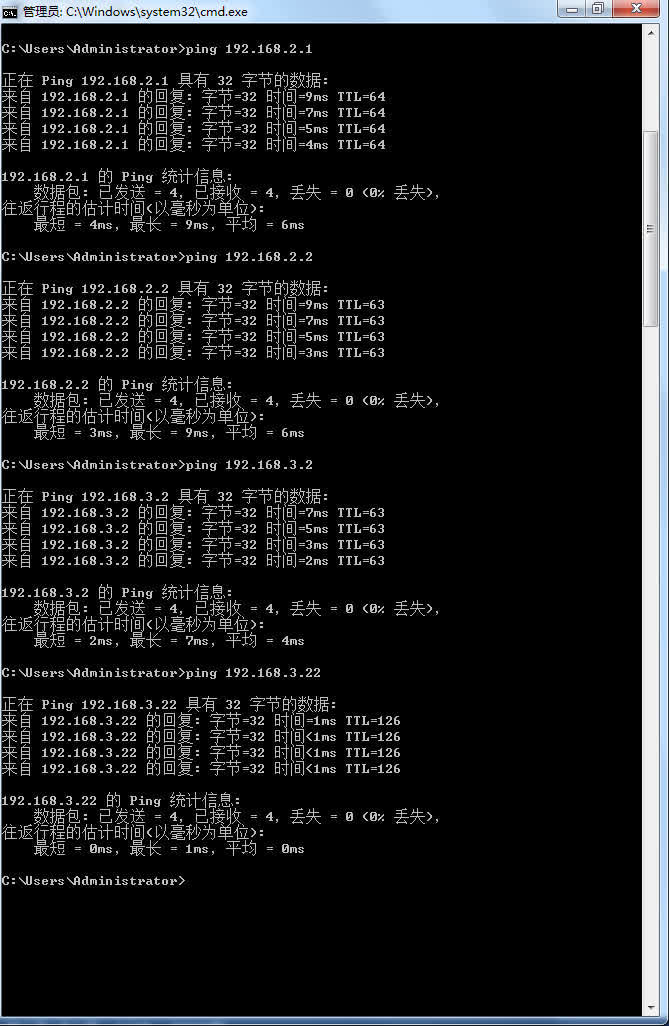 管理员: C:\Windows\system32\cmd.exe
C:\Users\Administrator>ping 192.168.2.1
正在 Ping 192.168.2.1 具有 32 字节的数据:
来自 192.168.2.1 的回复: 字节=32 时间=9ms TTL=64
来自 192.168.2.1 的回复: 字节=32 时间=7ms TTL=64
来自 192.168.2.1 的回复: 字节=32 时间=5ms TTL=64
来自 192.168.2.1 的回复: 字节=32 时间=4ms TTL=64
192.168.2.1 的 Ping 统计信息:
数据包: 已发送 = 4, 已接收 = 4, 丢失 = 0 (0% 丢失),
往返行程的估计时间(以毫秒为单位):
最短 = 4ms, 最长 = 9ms, 平均 = 6ms
C:\Users\Administrator>ping 192.168.2.2
正在 Ping 192.168.2.2 具有 32 字节的数据:
来自 192.168.2.2 的回复: 字节=32 时间=9ms TTL=63
来自 192.168.2.2 的回复: 字节=32 时间=7ms TTL=63
来自 192.168.2.2 的回复: 字节=32 时间=5ms TTL=63
来自 192.168.2.2 的回复: 字节=32 时间=3ms TTL=63
192.168.2.2 的 Ping 统计信息:
数据包: 已发送 = 4, 已接收 = 4, 丢失 = 0 (0% 丢失),
往返行程的估计时间(以毫秒为单位):
最短 = 3ms, 最长 = 9ms, 平均 = 6ms
C:\Users\Administrator>ping 192.168.3.2
正在 Ping 192.168.3.2 具有 32 字节的数据:
来自 192.168.3.2 的回复: 字节=32 时间=7ms TTL=63
来自 192.168.3.2 的回复: 字节=32 时间=5ms TTL=63
来自 192.168.3.2 的回复: 字节=32 时间=3ms TTL=63
来自 192.168.3.2 的回复: 字节=32 时间=2ms TTL=63
192.168.3.2 的 Ping 统计信息:
数据包: 已发送 = 4, 已接收 = 4, 丢失 = 0 (0% 丢失),
往返行程的估计时间(以毫秒为单位):
最短 = 2ms, 最长 = 7ms, 平均 = 4ms
C:\Users\Administrator>ping 192.168.3.22
正在 Ping 192.168.3.22 具有 32 字节的数据:
来自 192.168.3.22 的回复: 字节=32 时间=1ms TTL=126
来自 192.168.3.22 的回复: 字节=32 时间<1ms TTL=126
来自 192.168.3.22 的回复: 字节=32 时间<1ms TTL=126
来自 192.168.3.22 的回复: 字节=32 时间<1ms TTL=126
192.168.3.22 的 Ping 统计信息:
数据包: 已发送 = 4, 已接收 = 4, 丢失 = 0 (0% 丢失),
往返行程的估计时间(以毫秒为单位):
最短 = 0ms, 最长 = 1ms, 平均 = 0ms
C:\Users\Administrator>